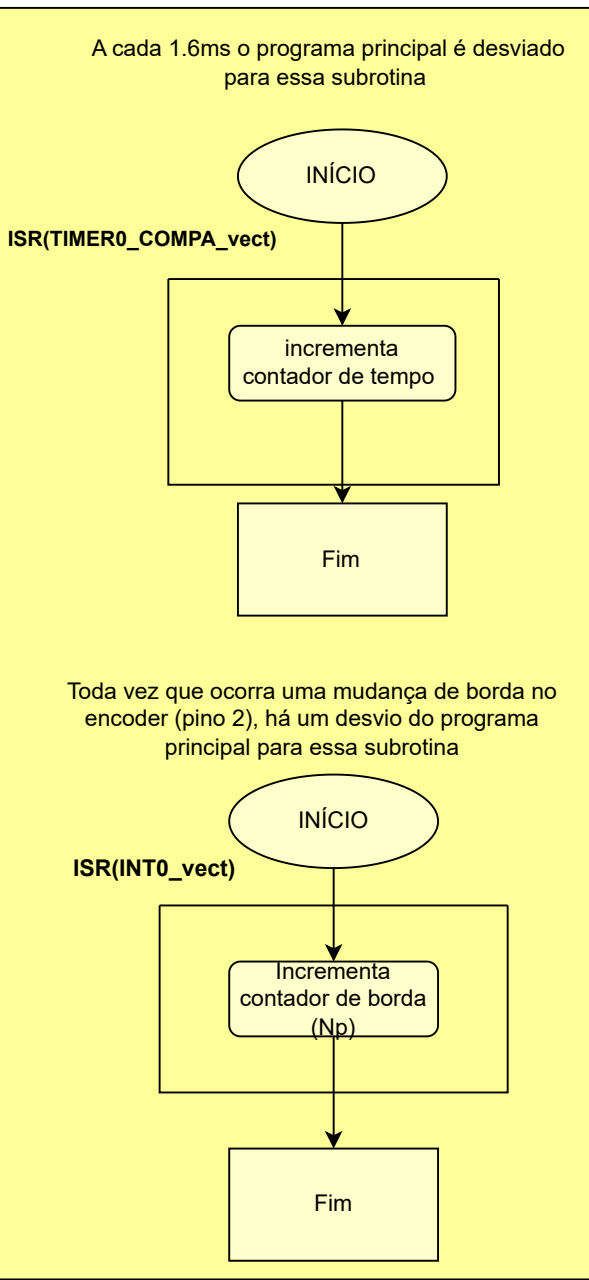 A cada 1.6ms o programa principal é desviado
para essa subrotina
INÍCIO
ISR(TIMER0_COMPA_vect)
incrementa
contador de tempo
Fim
Toda vez que ocorra uma mudança de borda no
encoder (pino 2), há um desvio do programa
principal para essa subrotina
INÍCIO
ISR(INT0_vect)
Incrementa
contador de borda
(Np)
Fim